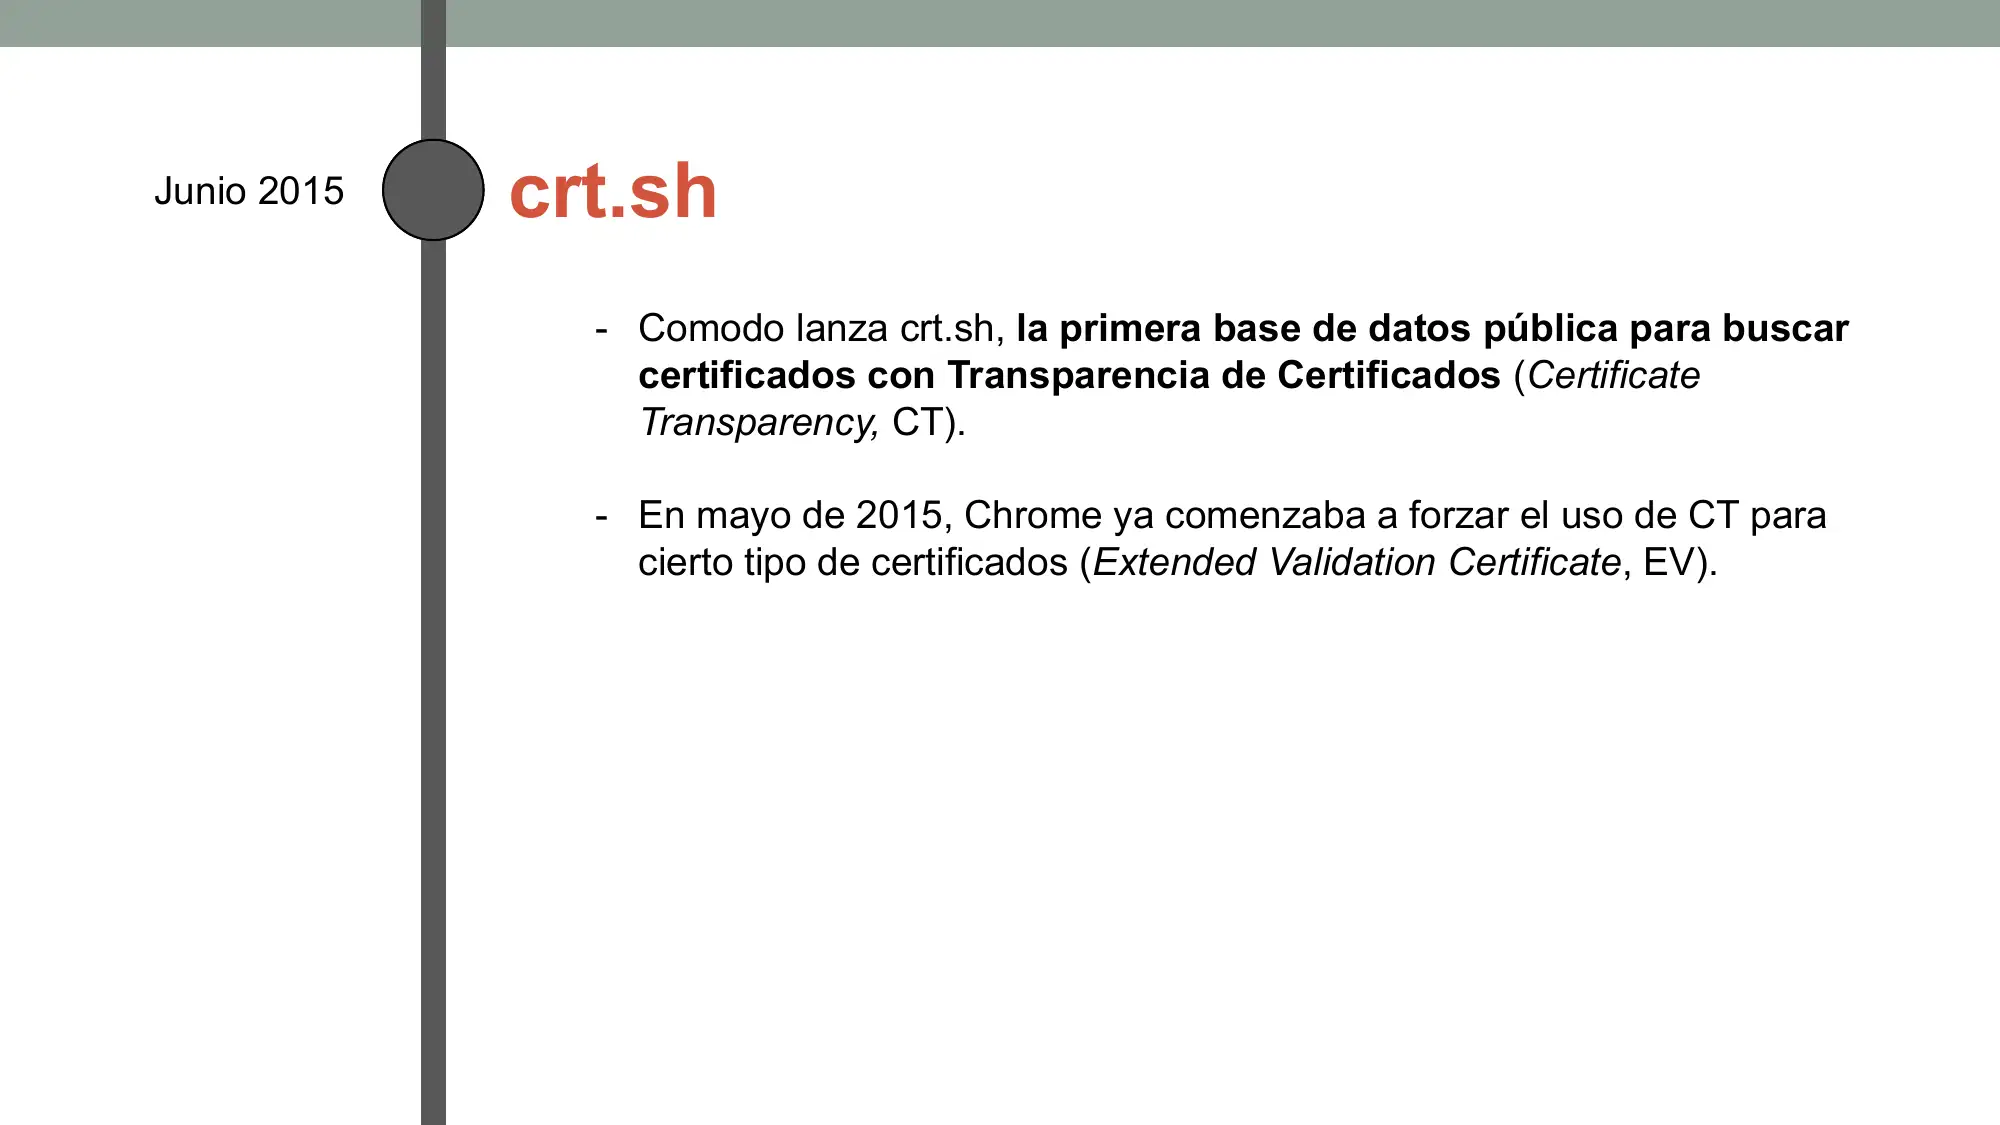 Junio 2015
crt.sh
- Comodo lanza crt.sh, la primera base de datos pública para buscar
certificados con Transparencia de Certificados (Certificate
Transparency, CT).
- En mayo de 2015, Chrome ya comenzaba a forzar el uso de CT para
cierto tipo de certificados (Extended Validation Certificate, EV).